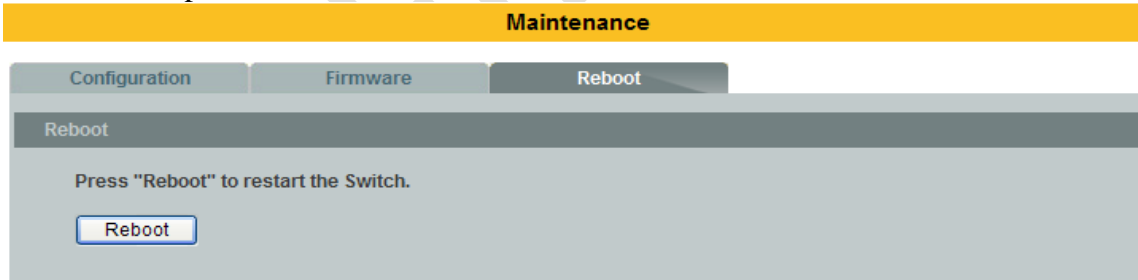 Maintenance
Configuration Firmware Reboot
Reboot
Press "Reboot" to restart the Switch.
Reboot